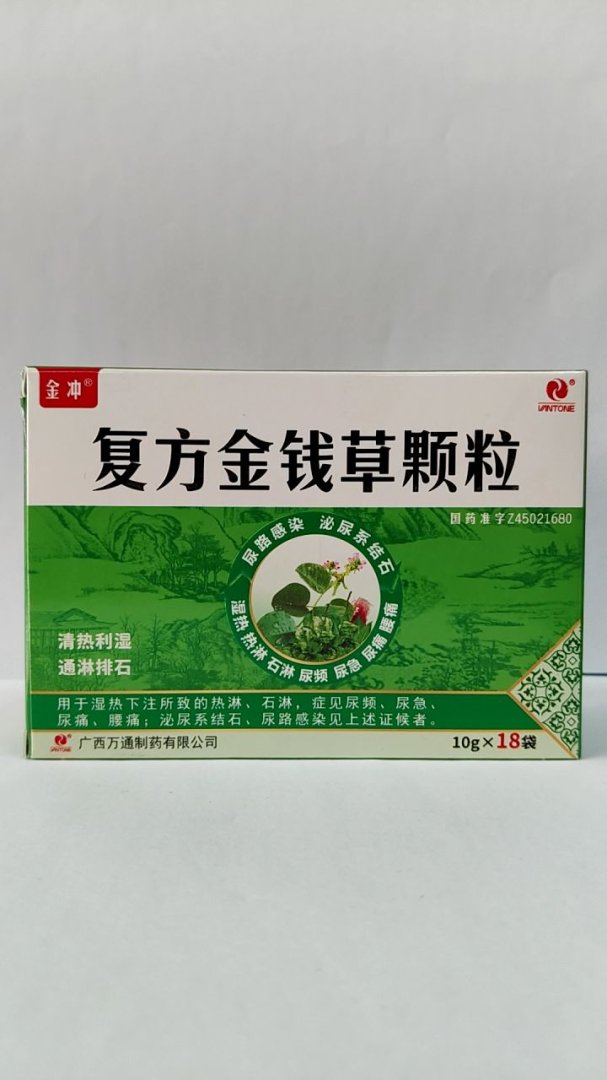 金冲®
VANTONE®
复方金钱草颗粒
国药准字Z45021680
尿路感染 泌尿系结石
湿热 热淋 石淋 尿频 尿急 尿痛 腰痛
清热利湿
通淋排石
用于湿热下注所致的热淋、石淋,症见尿频、尿急、
尿痛、腰痛;泌尿系结石、尿路感染见上述证候者。
VANTONE 广西万通制药有限公司
10g×18袋